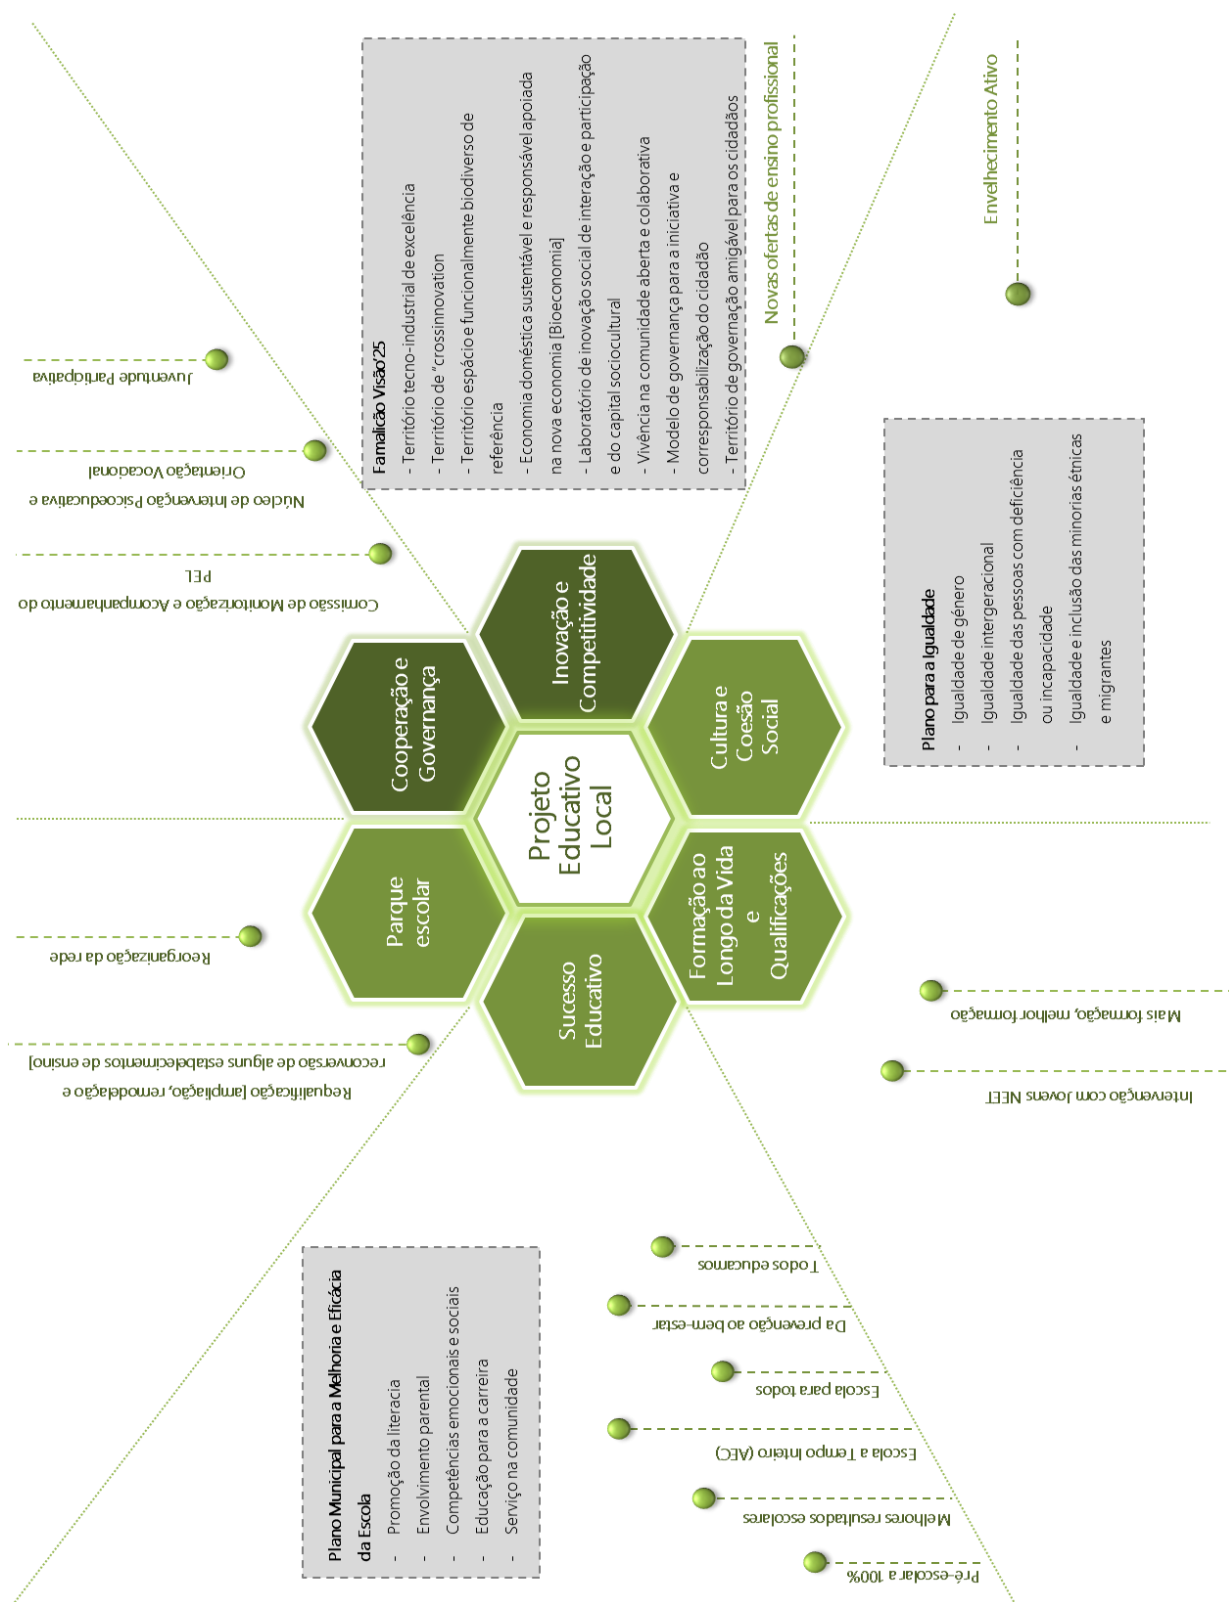 Juventude Participativa
Núcleo de Intervenção Psicoeducativa e
Orientação Vocacional
Comissão de Monitorização e Acompanhamento do
PEL
Famalicão Visão’25
- Território tecno-industrial de excelência
- Território de “crossinnovation
- Território espácio e funcionalmente biodiverso de
referência
- Economia doméstica sustentável e responsável apoiada
na nova economia [Bioeconomia]
- Laboratório de inovação social de interação e participação
e do capital sociocultural
- Vivência na comunidade aberta e colaborativa
- Modelo de governança para a iniciativa e
corresponsabilização do cidadão
- Território de governação amigável para os cidadãos
Novas ofertas de ensino profissional
Envelhecimento Ativo
Plano para a Igualdade
- Igualdade de género
- Igualdade intergeracional
- Igualdade das pessoas com deficiência
ou incapacidade
- Igualdade e inclusão das minorias étnicas
e migrantes
Cooperação e
Governança
Inovação e
Competitividade
Projeto
Educativo
Local
Cultura e
Coesão
Social
Parque
escolar
Sucesso
Educativo
Formação ao
Longo da Vida
e
Qualificações
Reorganização da rede
Requalificação [ampliação, remodelação e
reconversão de alguns estabelecimentos de ensino]
Mais formação, melhor formação
Intervenção com Jovens NEET
Plano Municipal para a Melhoria e Eficácia
da Escola
- Promoção da literacia
- Envolvimento parental
- Competências emocionais e sociais
- Educação para a carreira
- Serviço na comunidade
Todos educamos
Da prevenção ao bem-estar
Escola para todos
Escola a Tempo Inteiro (AEC)
Melhores resultados escolares
Pré-escolar a 100%